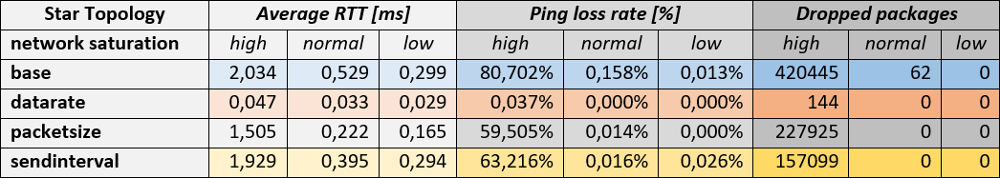 Star Topology Average RTT [ms] Ping loss rate [%] Dropped packages
network saturation high normal low high normal low high normal low
base 2,034 0,529 0,299 80,702% 0,158% 0,013% 420445 62 0
datarate 0,047 0,033 0,029 0,037% 0,000% 0,000% 144 0 0
packetsize 1,505 0,222 0,165 59,505% 0,014% 0,000% 227925 0 0
sendinterval 1,929 0,395 0,294 63,216% 0,016% 0,026% 157099 0 0